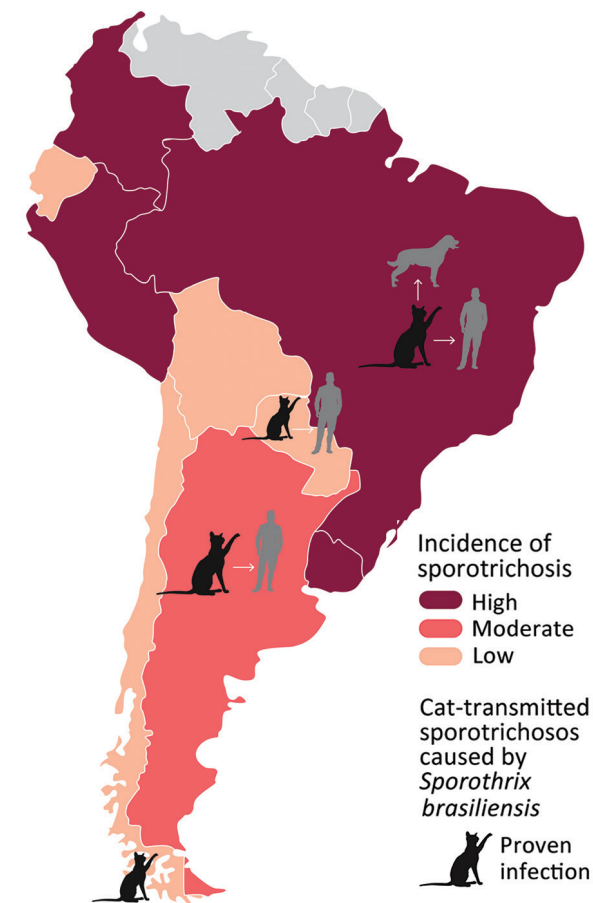 Incidence of
sporotrichosis
High
Moderate
Low
Cat-transmitted
sporotrichosos
caused by
Sporothrix
brasiliensis
Proven
infection